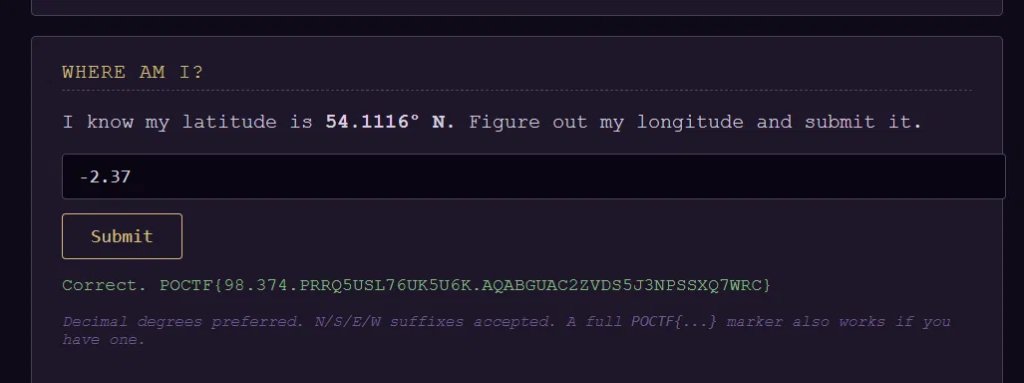 WHERE AM I?
I know my latitude is 54.1116° N. Figure out my longitude and submit it.
-2.37
Submit
Correct. POCTF{98.374.PRRQ5USL76UK5U6K.AQABGUAC2ZVDS5J3NPSSXQ7WRC}
Decimal degrees preferred. N/S/E/W suffixes accepted. A full POCTF{...} marker also works if you
have one.